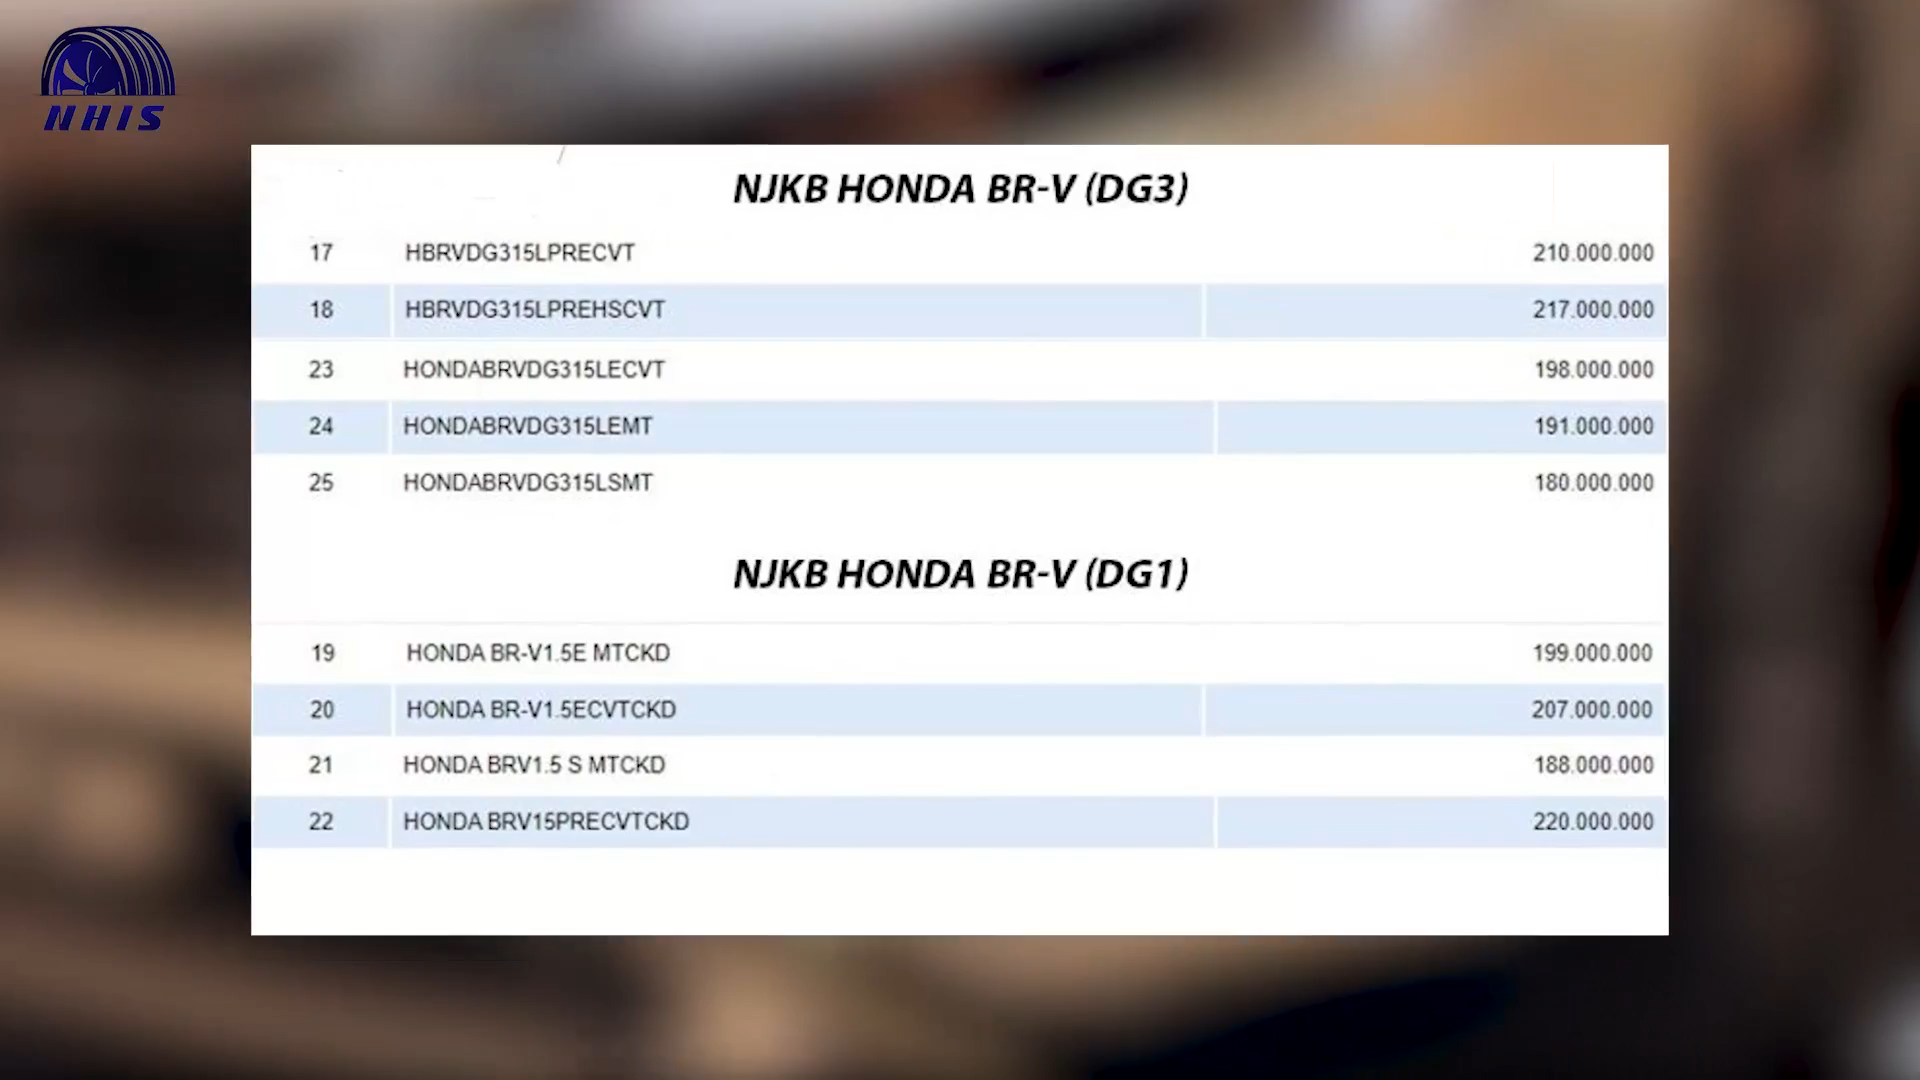 NHIS
NJKB HONDA BR-V (DG3)
17 HBRVDG315LPRECVT 210.000.000
18 HBRVDG315LPREHSCVT 217.000.000
23 HONDABRVDG315LECVT 198.000.000
24 HONDABRVDG315LEMT 191.000.000
25 HONDABRVDG315LSMT 180.000.000
NJKB HONDA BR-V (DG1)
19 HONDA BR-V1.5E MTCKD 199.000.000
20 HONDA BR-V1.5ECVTCKD 207.000.000
21 HONDA BRV1.5 S MTCKD 188.000.000
22 HONDA BRV15PRECVTCKD 220.000.000